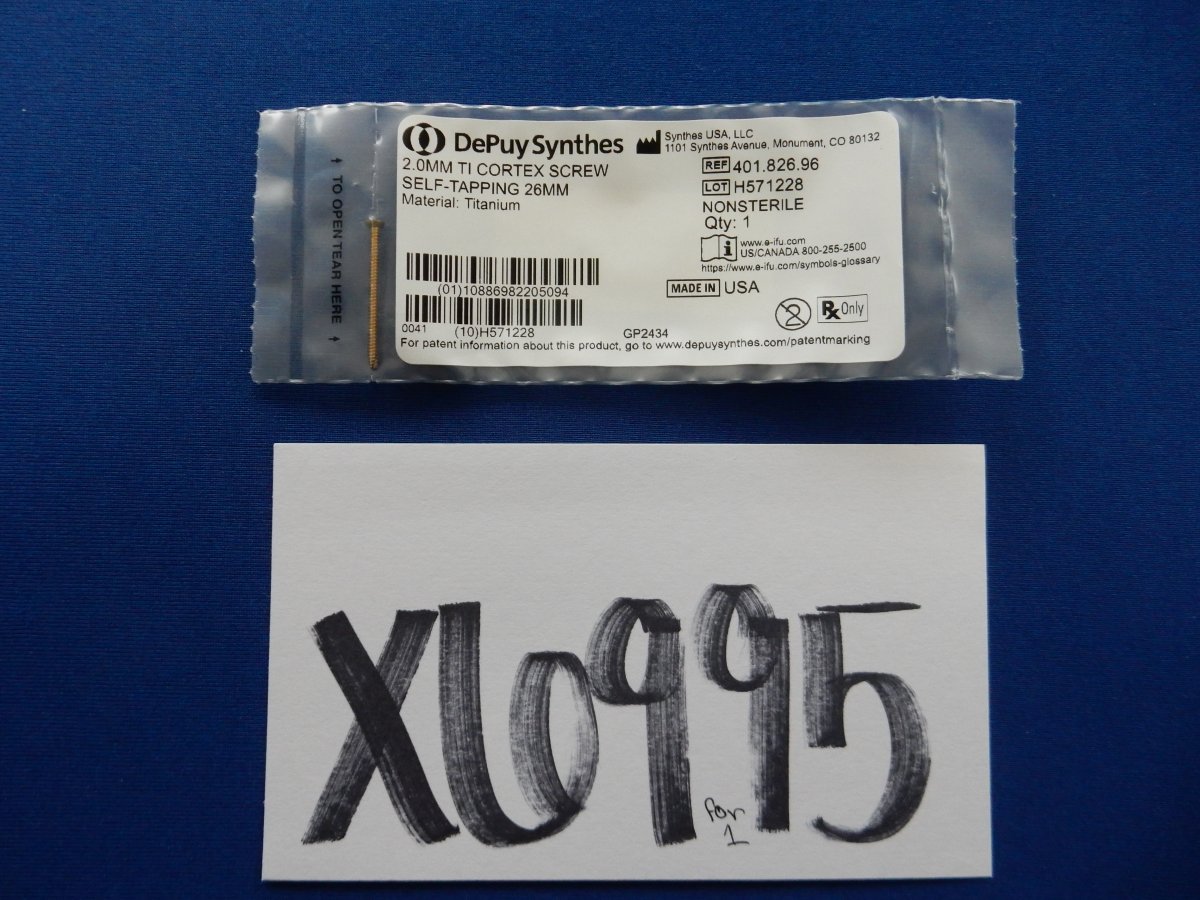 ↑ TO OPEN TEAR HERE ↑
DePuy Synthes
2.0MM TI CORTEX SCREW
SELF-TAPPING 26MM
Material: Titanium
Synthes USA, LLC
1101 Synthes Avenue, Monument, CO 80132
REF 401.826.96
LOT H571228
NONSTERILE
Qty: 1
www.e-ifu.com
US/CANADA 800-255-2500
https://www.e-ifu.com/symbols-glossary
MADE IN USA
2
Rx Only
(01)10886982205094
0041 (10)H571228 GP2434
For patent information about this product, go to www.depuysynthes.com/patentmarking
X6995
for
1